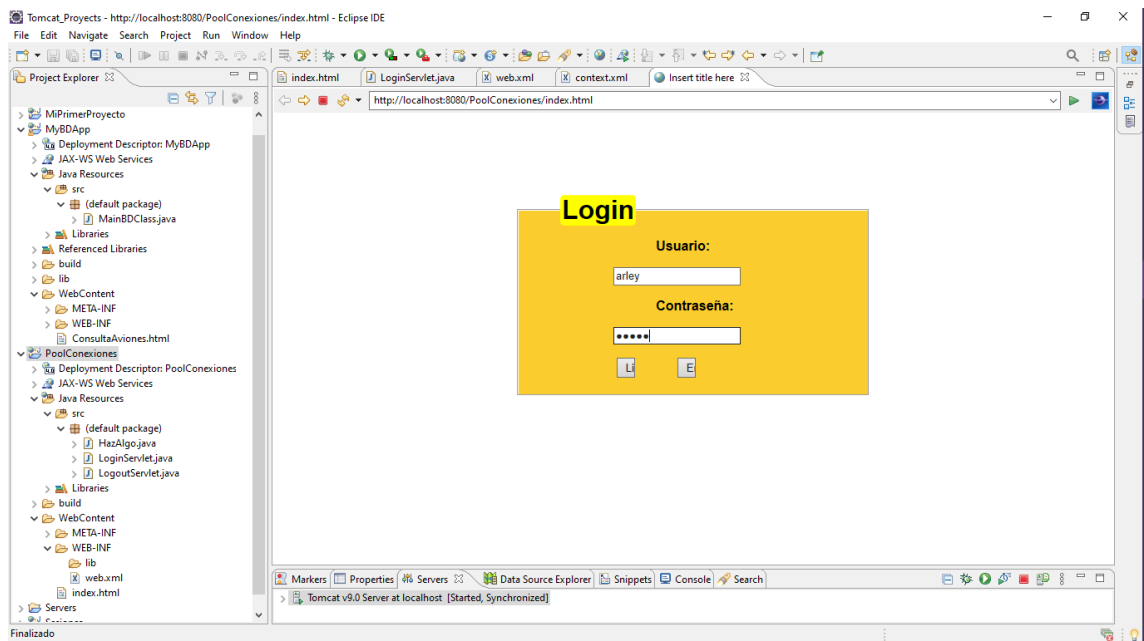 Tomcat_Proyects - http://localhost:8080/PoolConexiones/index.html - Eclipse IDE
File Edit Navigate Search Project Run Window Help
Project Explorer
index.html LoginServlet.java web.xml context.xml Insert title here
http://localhost:8080/PoolConexiones/index.html
MiPrimerProyecto
MyBDApp
Deployment Descriptor: MyBDApp
JAX-WS Web Services
Java Resources
src
(default package)
MainBDClass.java
Libraries
Referenced Libraries
build
lib
WebContent
META-INF
WEB-INF
ConsultaAviones.html
PoolConexiones
Deployment Descriptor: PoolConexiones
JAX-WS Web Services
Java Resources
src
(default package)
HazAlgo.java
LoginServlet.java
LogoutServlet.java
Libraries
build
WebContent
META-INF
WEB-INF
lib
web.xml
index.html
Servers
Login
Usuario:
arley
Contraseña:
•••••
Li E
Markers Properties Servers Data Source Explorer Snippets Console Search
Tomcat v9.0 Server at localhost [Started, Synchronized]
Finalizado